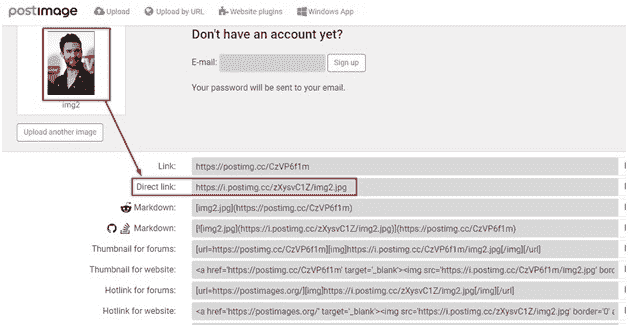 postimage Upload Upload by URL Website plugins Windows App
Don't have an account yet?
E-mail: Sign up
Your password will be sent to your email.
img2
Upload another image
Link: https://postimg.cc/CzVP6f1m
Direct link: https://i.postimg.cc/zXysvC1Z/img2.jpg
Markdown: [img2.jpg](https://postimg.cc/CzVP6f1m)
Markdown: [![img2.jpg](https://i.postimg.cc/zXysvC1Z/img2.jpg)](https://postimg.cc/CzVP6f1m)
Thumbnail for forums: [url=https://postimg.cc/CzVP6f1m][img]https://i.postimg.cc/CzVP6f1m/img2.jpg[/img][/url]
Thumbnail for website: <a href='https://postimg.cc/CzVP6f1m' target='_blank'><img src='https://i.postimg.cc/CzVP6f1m/img2.jpg' bor
Hotlink for forums: [url=https://postimages.org/][img]https://i.postimg.cc/zXysvC1Z/img2.jpg[/img][/url]
Hotlink for website: <a href='https://postimages.org/' target='_blank'><img src='https://i.postimg.cc/zXysvC1Z/img2.jpg' border='0' a